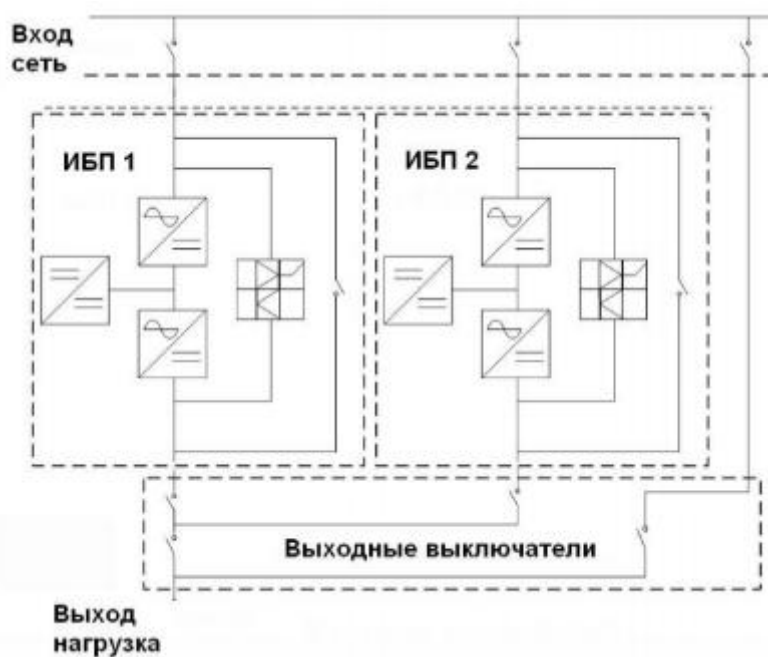 Вход
сеть
ИБП 1
ИБП 2
Выходные выключатели
Выход
нагрузка